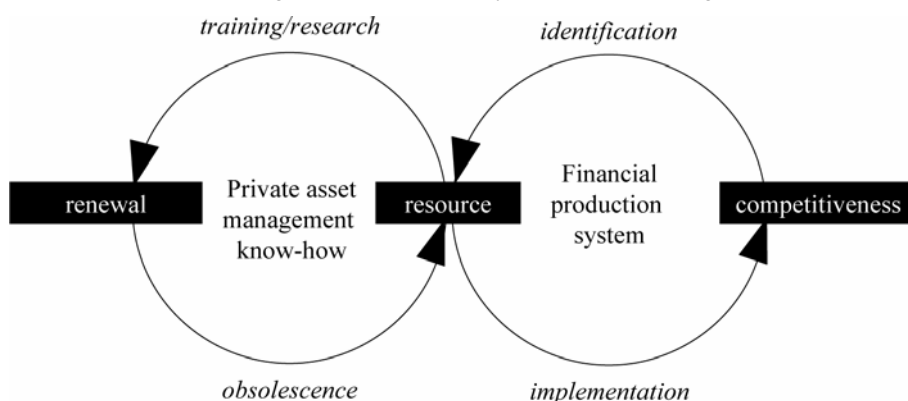 training/research
identification
renewal
Private asset
management
know-how
resource
Financial
production
system
competitiveness
obsolescence
implementation